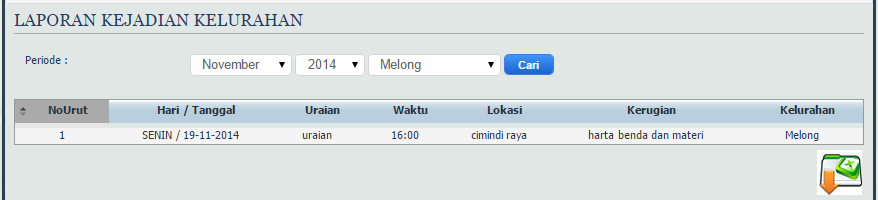 LAPORAN KEJADIAN KELURAHAN
Periode : November 2014 Melong Cari
NoUrut Hari / Tanggal Uraian Waktu Lokasi Kerugian Kelurahan
1 SENIN / 19-11-2014 uraian 16:00 cimindi raya harta benda dan materi Melong